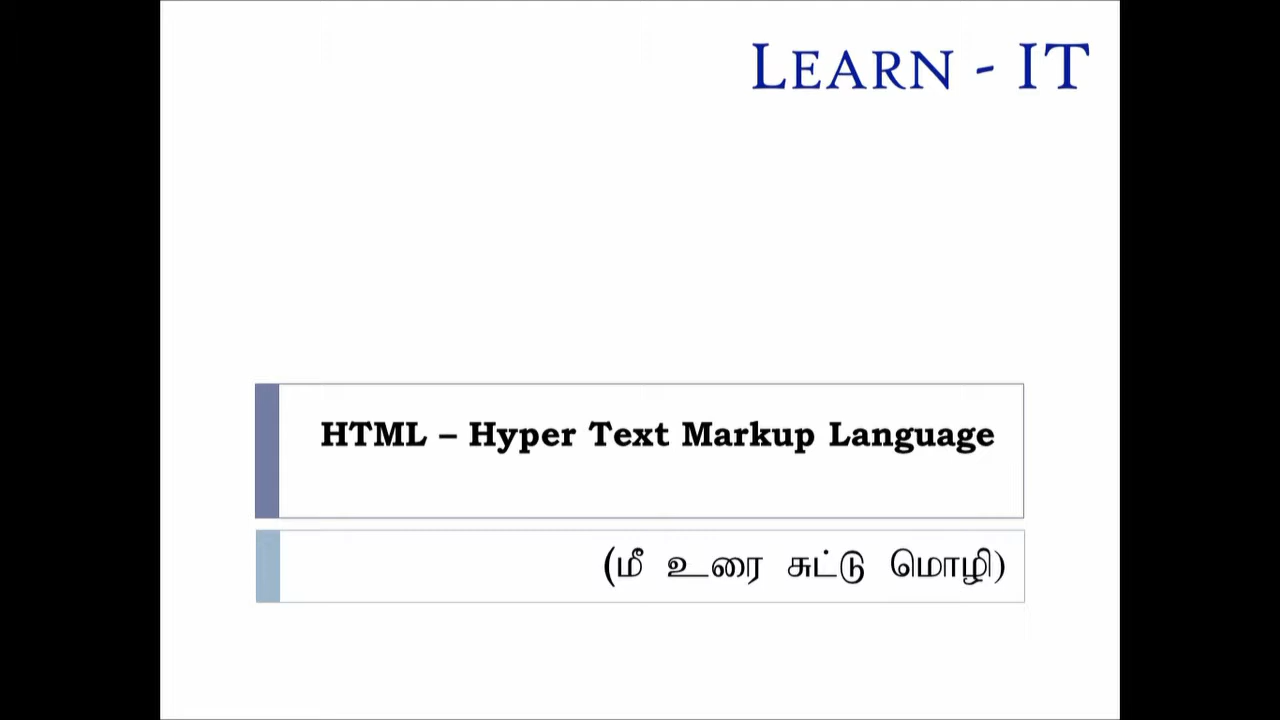 LEARN - IT
HTML – Hyper Text Markup Language
(மீ உரை சுட்டு மொழி)